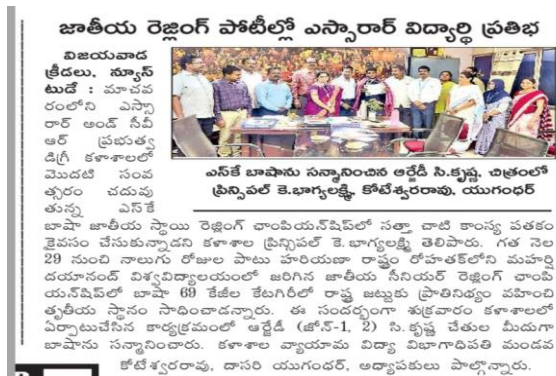 జాతీయ రెజ్లింగ్ పోటీల్లో ఎస్సారార్ విద్యార్థి ప్రతిభ
విజయవాడ
క్రీడలు, న్యూస్
టుడే : మాచవ
రంలోని ఎస్సా
రార్ అండ్ సీవీ
ఆర్ ప్రభుత్వ
డిగ్రీ కళాశాలలో
మొదటి సంవ
త్సరం చదువు
తున్న ఎస్‌కే
ఎస్‌కే బాషాను సన్మానించిన ఆర్జేడీ సి.కృష్ణ, చిత్రంలో
ప్రిన్సిపల్ కె.భాగ్యలక్ష్మి, కోటేశ్వరరావు, యుగంధర్
బాషా జాతీయ స్థాయి రెజ్లింగ్ ఛాంపియన్‌షిప్‌లో సత్తా చాటి కాంస్య పతకం
కైవసం చేసుకున్నాడని కళాశాల ప్రిన్సిపల్ కె.భాగ్యలక్ష్మి తెలిపారు. గత నెల
29 నుంచి నాలుగు రోజుల పాటు హరియాణా రాష్ట్రం రోహతక్‌లోని మహర్షి
దయానంద్ విశ్వవిద్యాలయంలో జరిగిన జాతీయ సీనియర్ రెజ్లింగ్ ఛాంపి
యన్‌షిప్‌లో బాషా 69 కేజీల కేటగిరీలో రాష్ట్ర జట్టుకు ప్రాతినిథ్యం వహించి
తృతీయ స్థానం సాధించాడన్నారు. ఈ సందర్భంగా శుక్రవారం కళాశాలలో
ఏర్పాటుచేసిన కార్యక్రమంలో ఆర్జేడీ (జోన్-1, 2) సి.కృష్ణ చేతుల మీదుగా
బాషాను సన్మానించారు. కళాశాల వ్యాయామ విద్యా విభాగాధిపతి మండవ
కోటేశ్వరరావు, దాసరి యుగంధర్, అధ్యాపకులు పాల్గొన్నారు.